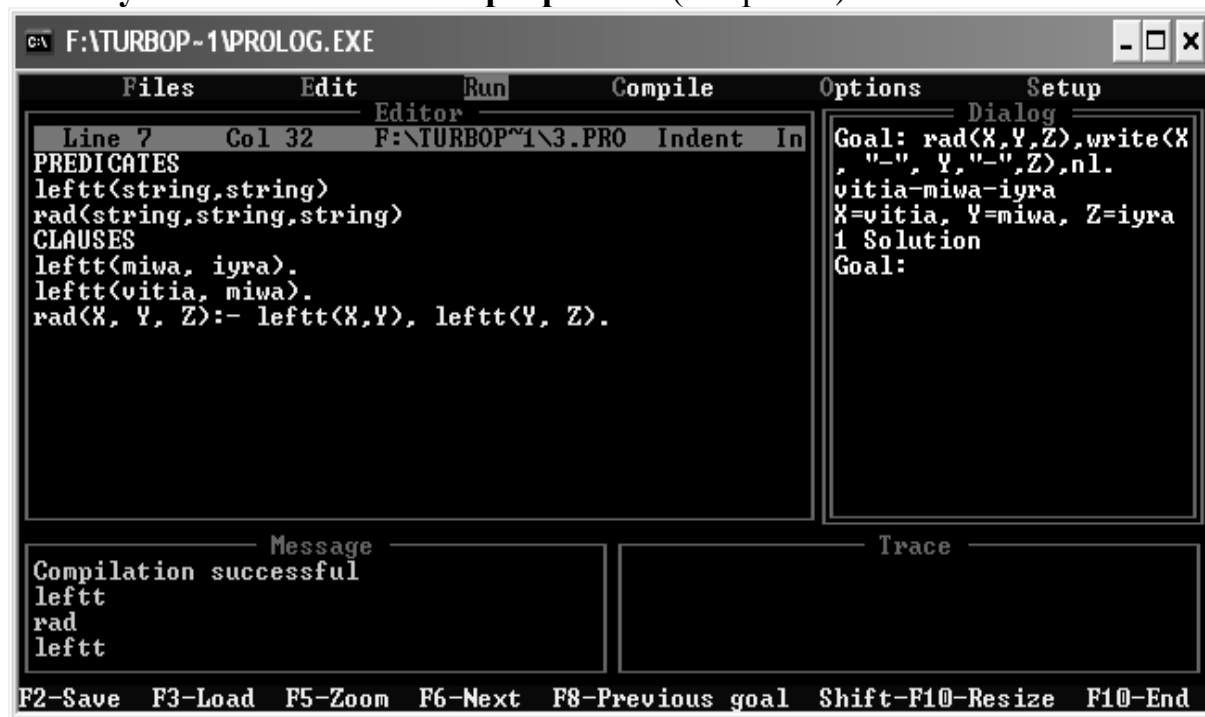 F:\TURBOP~1\PROLOG.EXE
Files Edit Run Compile Options Setup
Editor
Line 7 Col 32 F:\TURBOP~1\3.PRO Indent In
PREDICATES
leftt(string,string)
rad(string,string,string)
CLAUSES
leftt(miwa, iyra).
leftt(vitia, miwa).
rad(X, Y, Z):- leftt(X,Y), leftt(Y, Z).
Dialog
Goal: rad(X,Y,Z),write(X
, "-", Y,"-",Z),nl.
vitia-miwa-iyra
X=vitia, Y=miwa, Z=iyra
1 Solution
Goal:
Message
Compilation successful
leftt
rad
leftt
Trace
F2-Save F3-Load F5-Zoom F6-Next F8-Previous goal Shift-F10-Resize F10-End